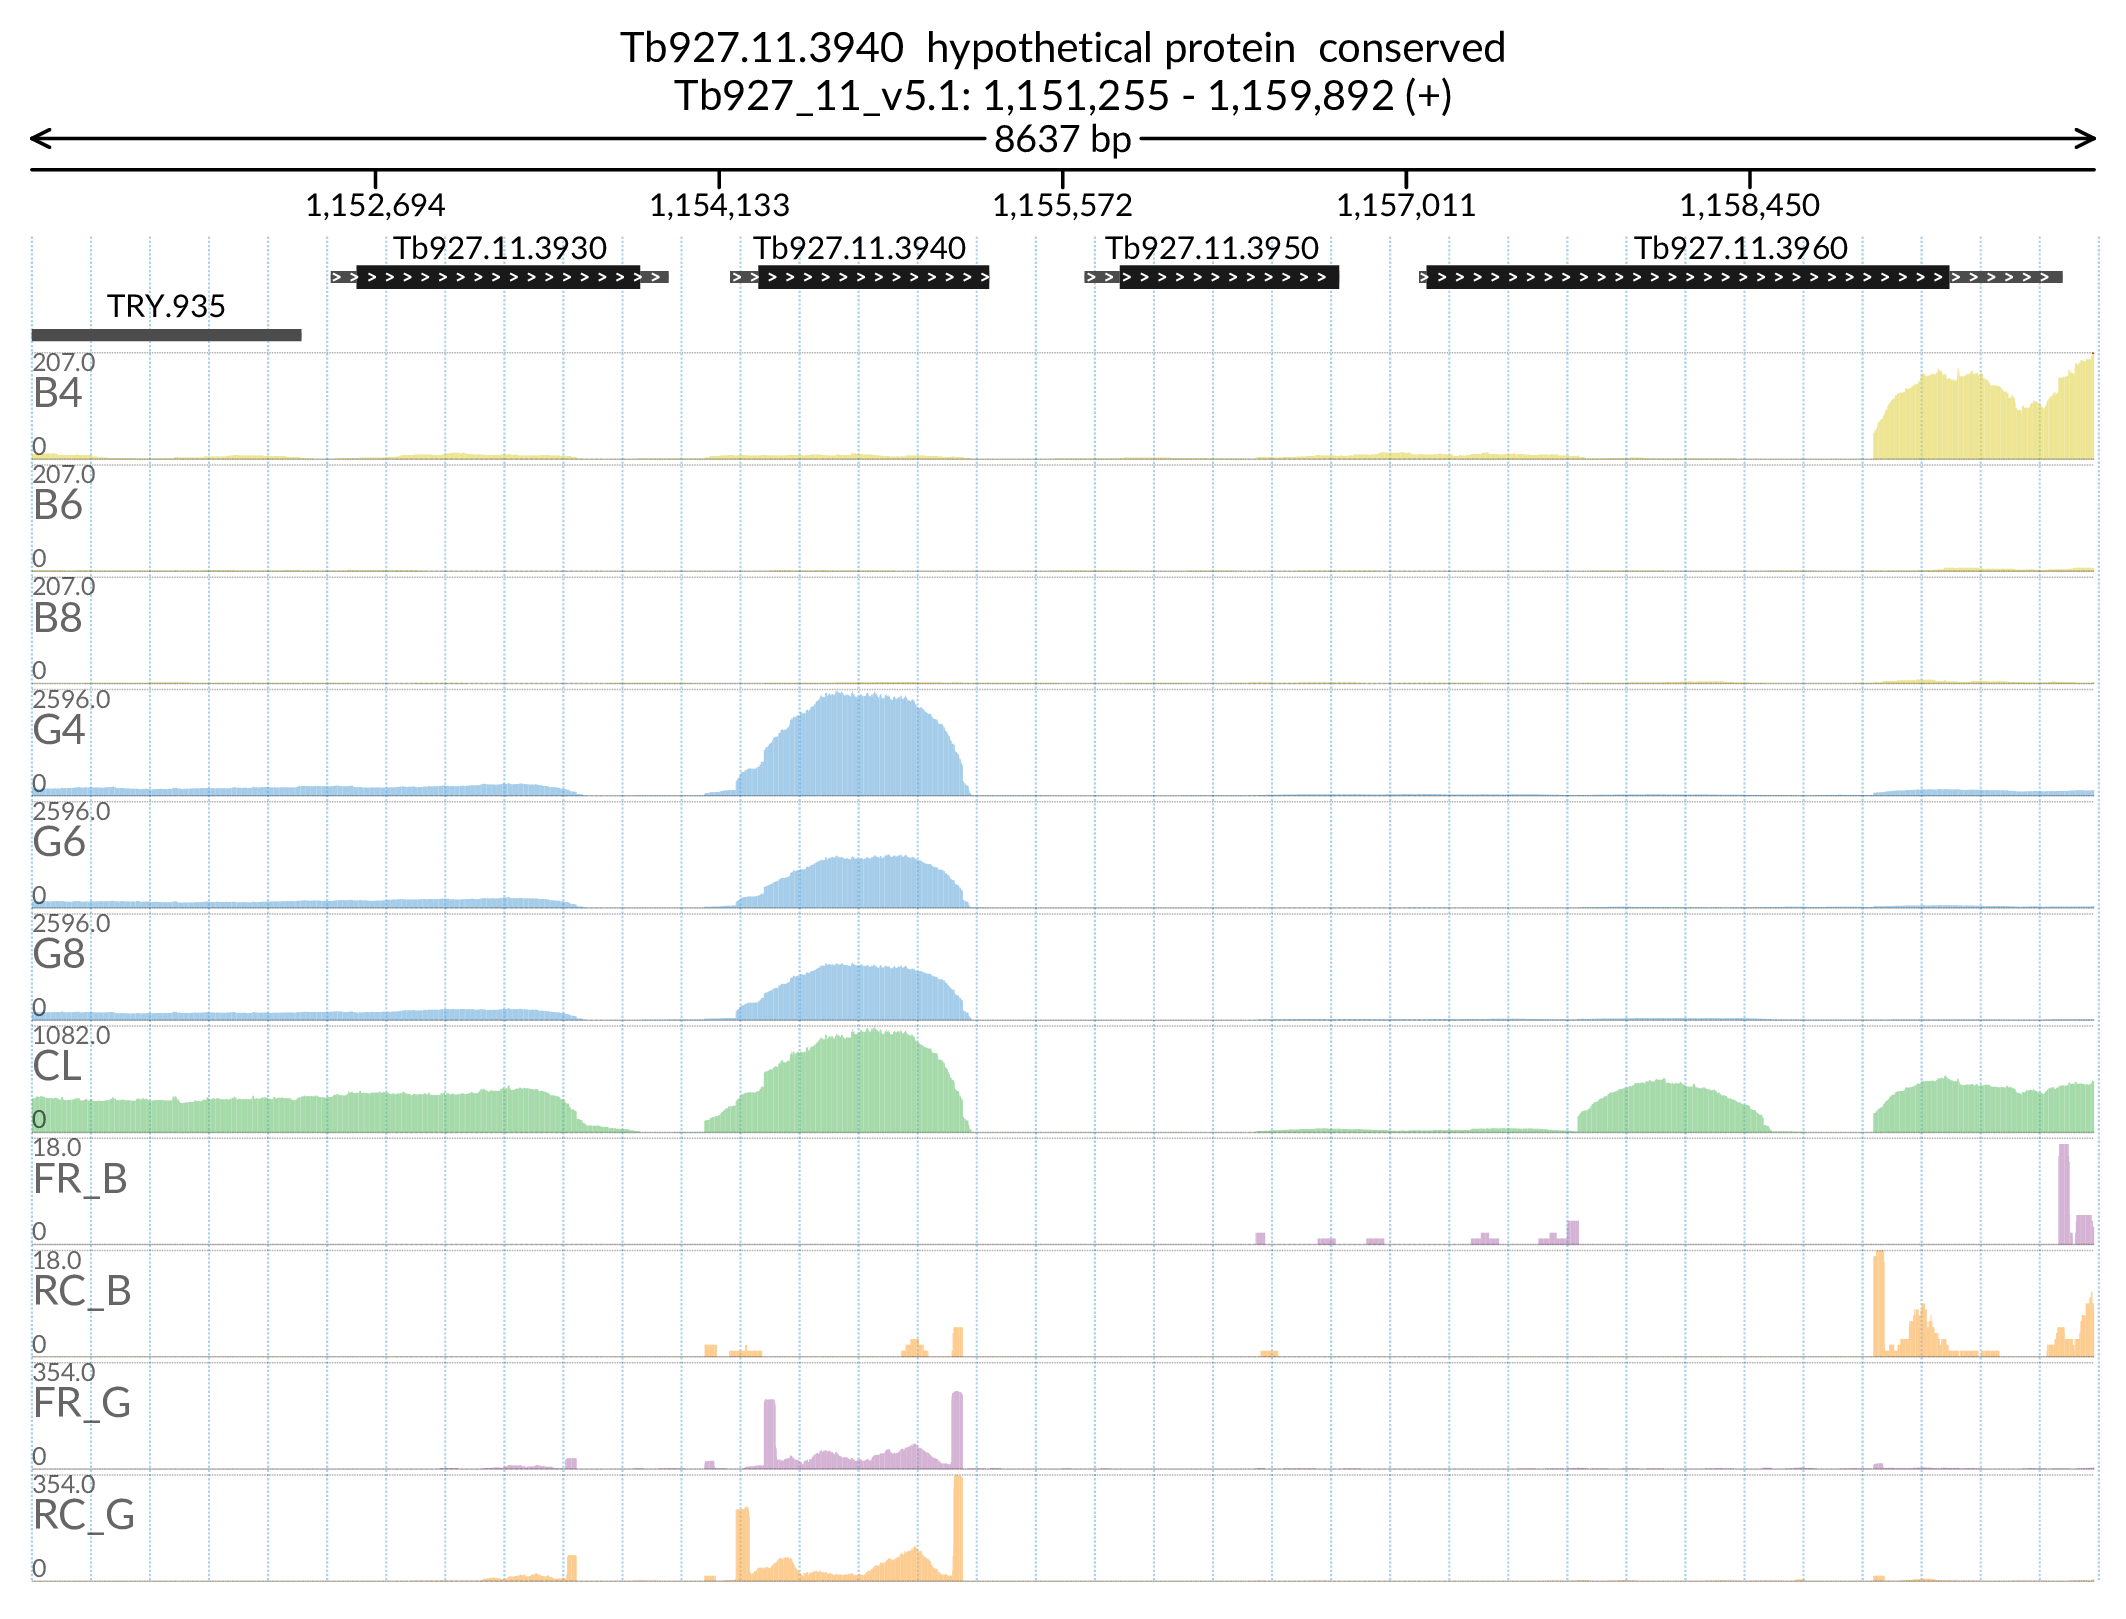 Tb927.11.3940 hypothetical protein conserved
Tb927_11_v5.1: 1,151,255 - 1,159,892 (+)
8637 bp
1,152,694 1,154,133 1,155,572 1,157,011 1,158,450
Tb927.11.3930 Tb927.11.3940 Tb927.11.3950 Tb927.11.3960
TRY.935
207.0
B4
0
207.0
B6
0
207.0
B8
0
2596.0
G4
0
2596.0
G6
0
2596.0
G8
0
1082.0
CL
0
18.0
FR_B
0
18.0
RC_B
0
354.0
FR_G
0
354.0
RC_G
0